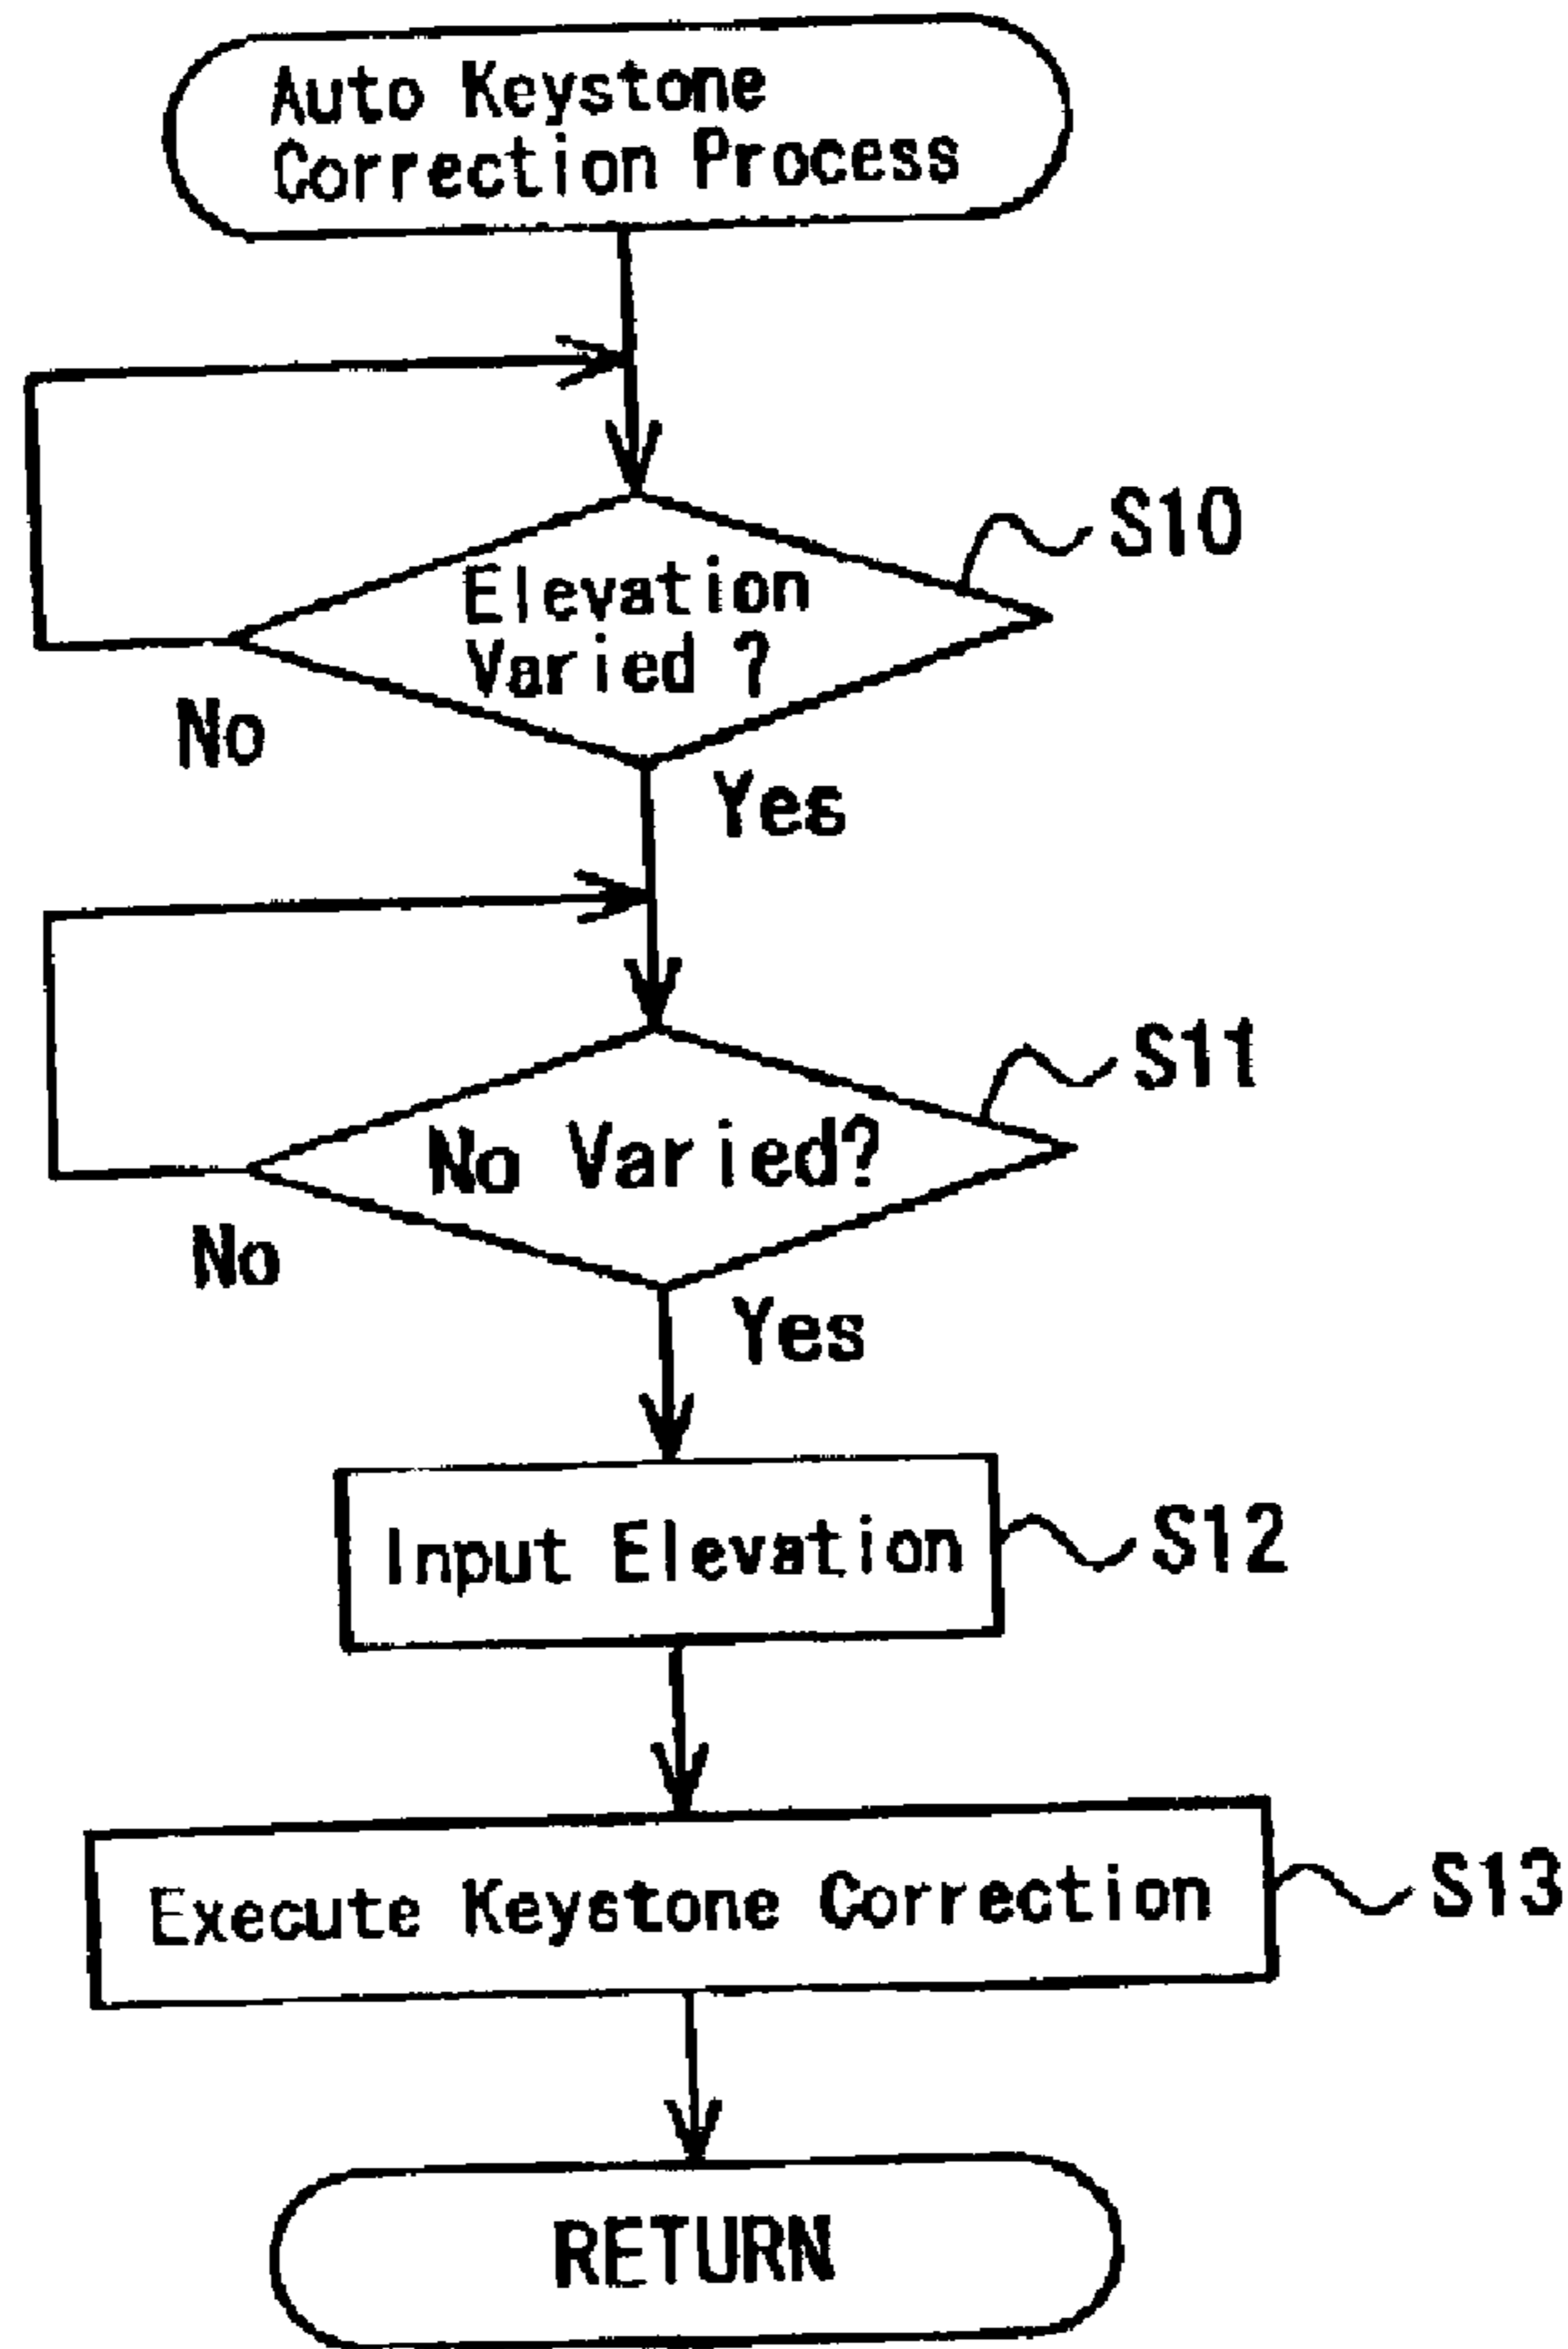 Auto Keystone
Correction Process
S10
Elevation
Varied ?
No
Yes
S11
No Varied?
No
Yes
Input Elevation
S12
Execute Keystone Correction
S13
RETURN